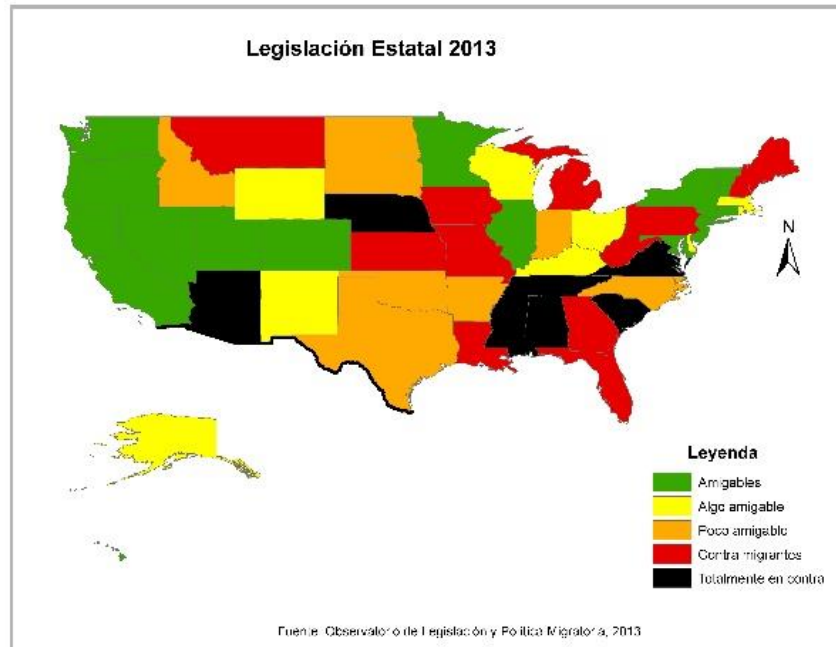 Legislación Estatal 2013
N
Leyenda
Amigables
Algo amigable
Poco amigable
Contra migrantes
Totalmente en contra
Fuente: Observatorio de Legislación y Política Migratoria, 2013